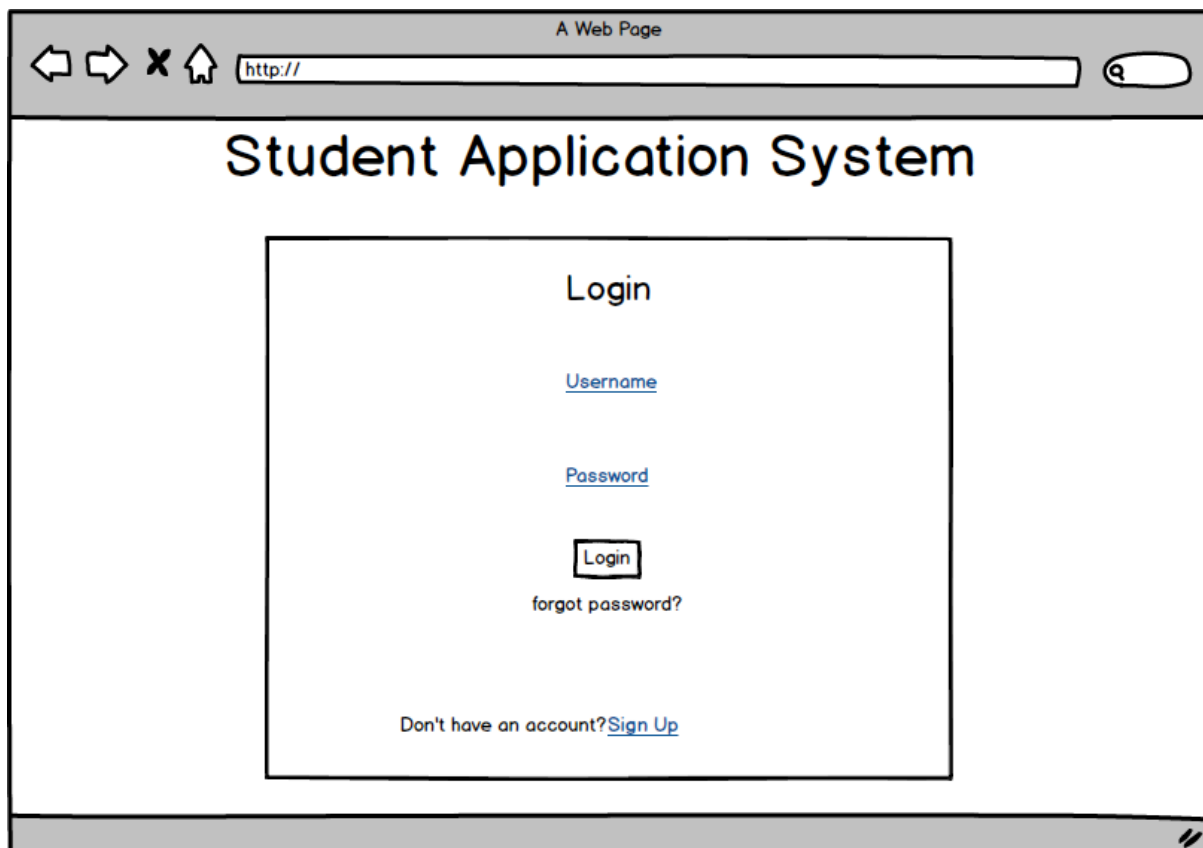 A Web Page
http://
Student Application System
Login
Username
Password
Login
forgot password?
Don't have an account?Sign Up